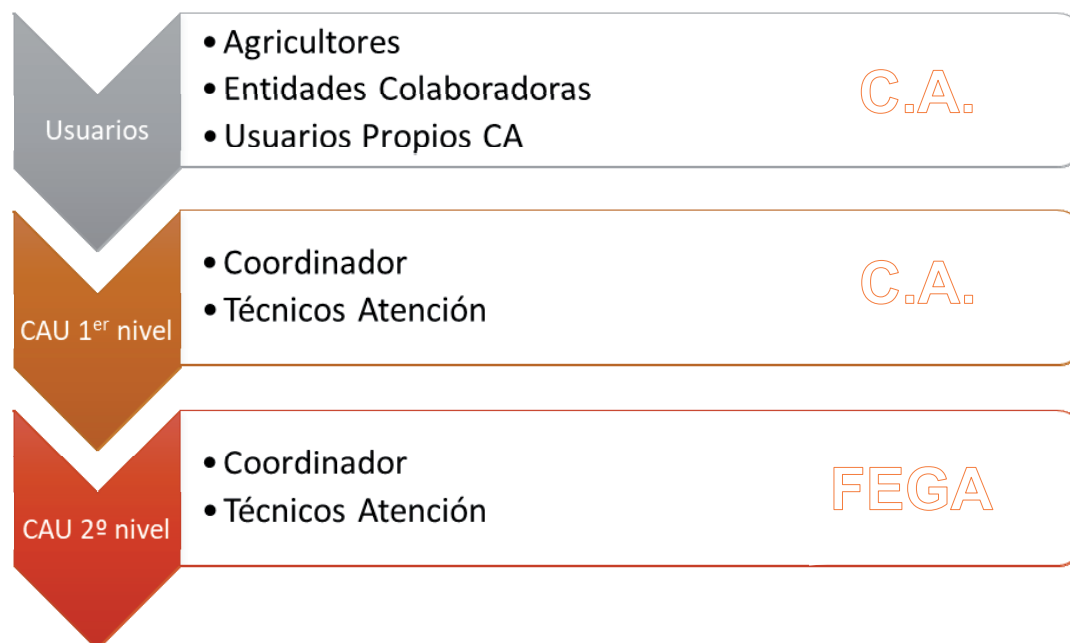 Usuarios
• Agricultores
• Entidades Colaboradoras
• Usuarios Propios CA
C.A.
CAU 1er nivel
• Coordinador
• Técnicos Atención
C.A.
CAU 2º nivel
• Coordinador
• Técnicos Atención
FEGA